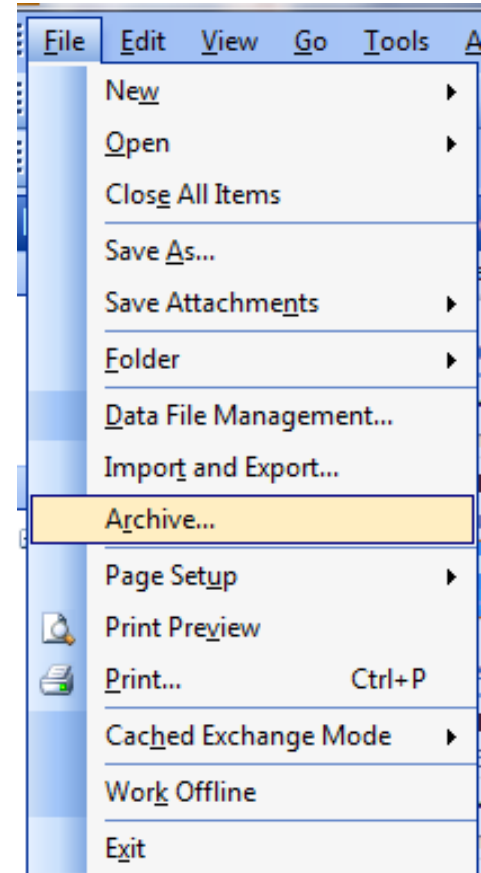 File Edit View Go Tools A
New
Open
Close All Items
Save As...
Save Attachments
Folder
Data File Management...
Import and Export...
Archive...
Page Setup
Print Preview
Print... Ctrl+P
Cached Exchange Mode
Work Offline
Exit